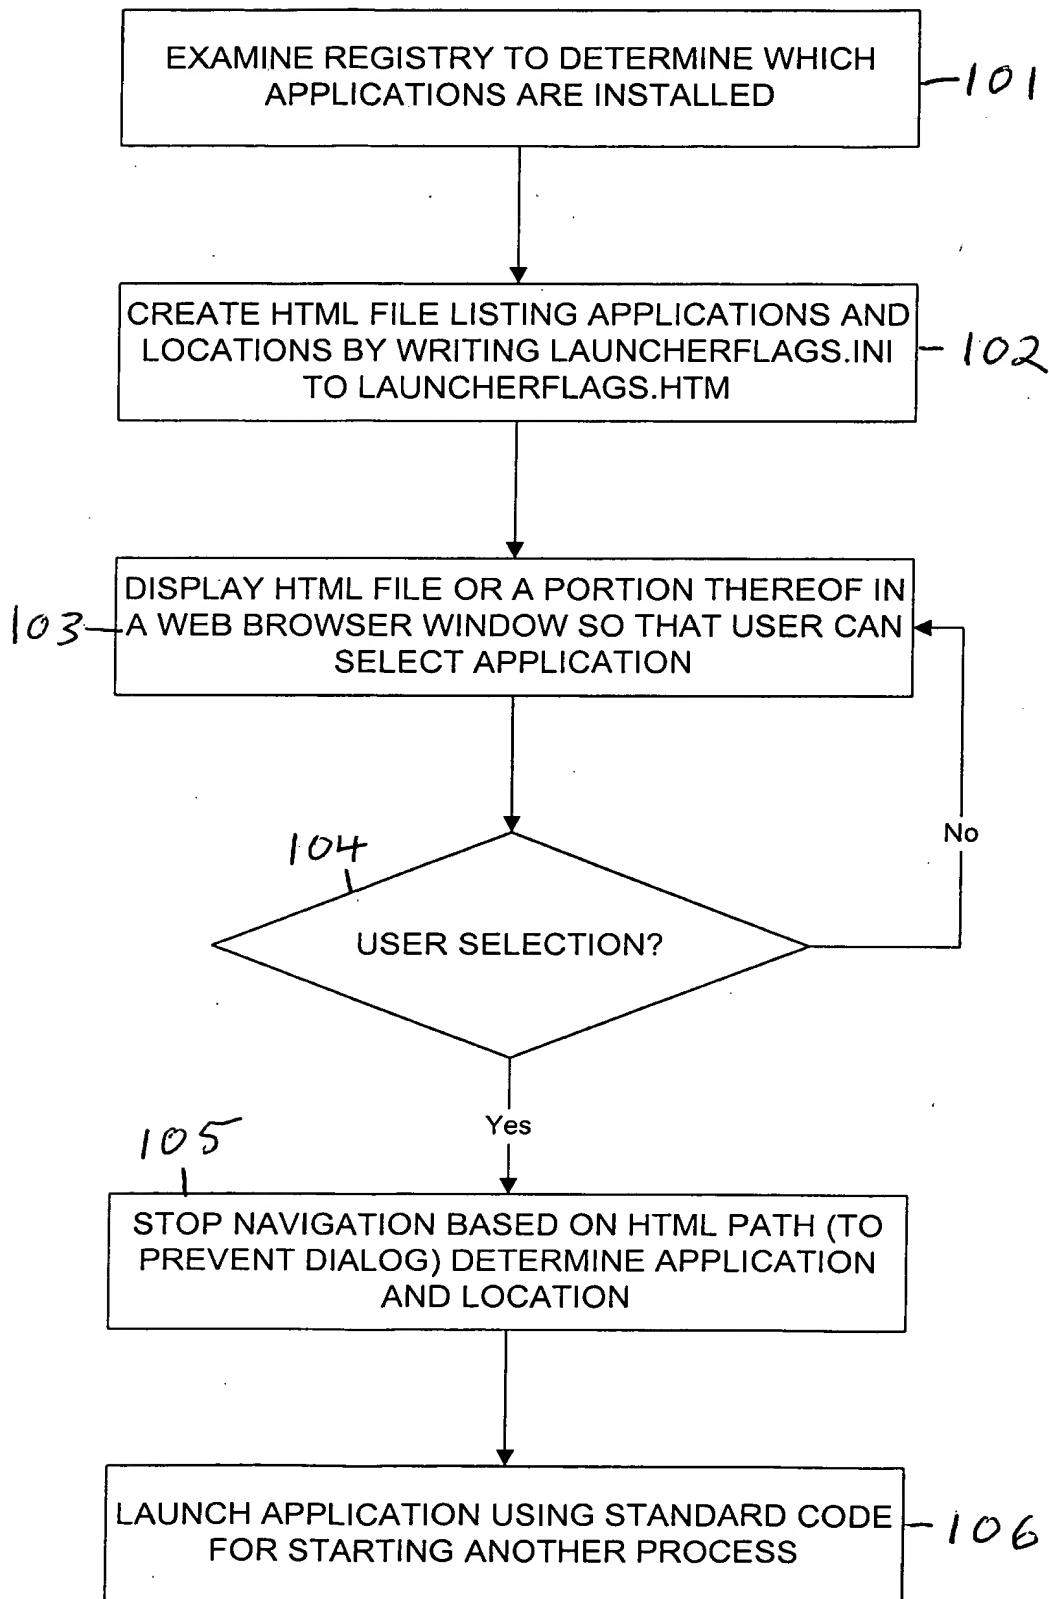 EXAMINE REGISTRY TO DETERMINE WHICH
APPLICATIONS ARE INSTALLED
101
CREATE HTML FILE LISTING APPLICATIONS AND
LOCATIONS BY WRITING LAUNCHERFLAGS.INI
TO LAUNCHERFLAGS.HTM
102
DISPLAY HTML FILE OR A PORTION THEREOF IN
A WEB BROWSER WINDOW SO THAT USER CAN
SELECT APPLICATION
103
104
USER SELECTION?
No
Yes
105
STOP NAVIGATION BASED ON HTML PATH (TO
PREVENT DIALOG) DETERMINE APPLICATION
AND LOCATION
LAUNCH APPLICATION USING STANDARD CODE
FOR STARTING ANOTHER PROCESS
106